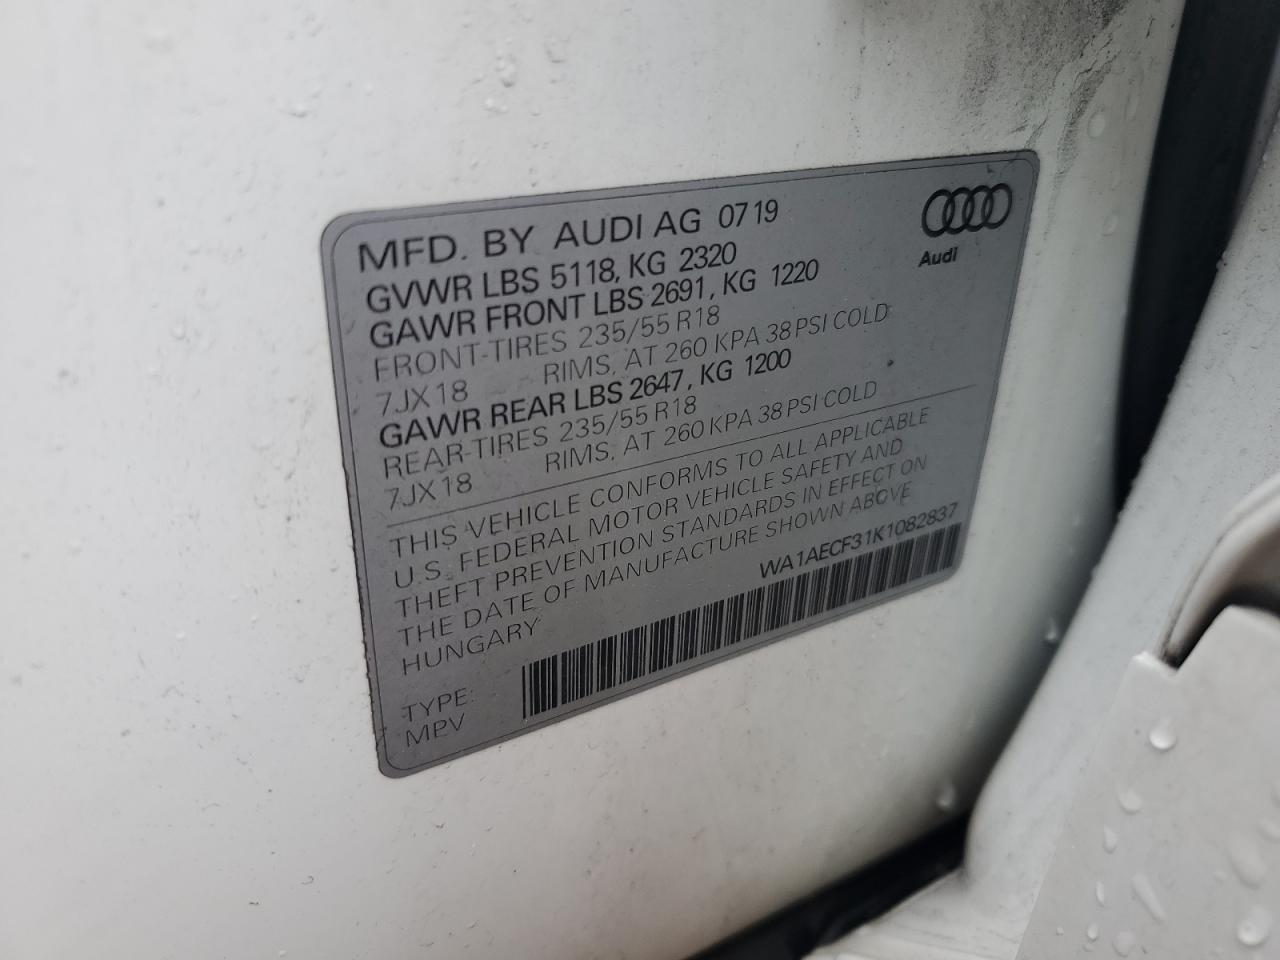 MFD. BY AUDI AG 07 19
GVWR LBS 5118, KG 2320
GAWR FRONT LBS 2691, KG 1220
FRONT-TIRES 235/55 R18
7JX18 RIMS, AT 260 KPA 38 PSI COLD
GAWR REAR LBS 2647, KG 1200
REAR-TIRES 235/55 R18
7JX18 RIMS, AT 260 KPA 38 PSI COLD
Audi
THIS VEHICLE CONFORMS TO ALL APPLICABLE
U.S. FEDERAL MOTOR VEHICLE SAFETY AND
THEFT PREVENTION STANDARDS IN EFFECT ON
THE DATE OF MANUFACTURE SHOWN ABOVE
HUNGARY
WA1AECF31K1082837
TYPE:
MPV